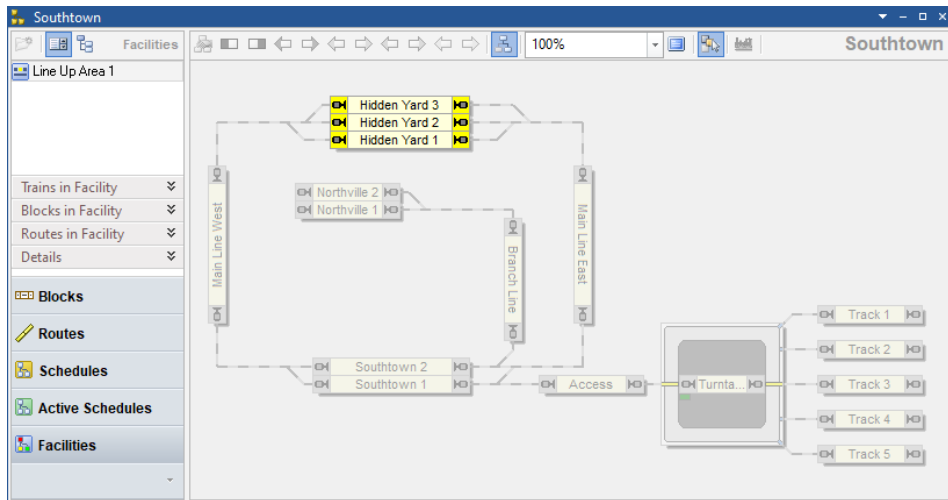 Southtown
Facilities
100%
Southtown
Line Up Area 1
Trains in Facility
Blocks in Facility
Routes in Facility
Details
Blocks
Routes
Schedules
Active Schedules
Facilities
Hidden Yard 3
Hidden Yard 2
Hidden Yard 1
Northville 2
Northville 1
Main Line West
Branch Line
Main Line East
Southtown 2
Southtown 1
Access
Turnta...
Track 1
Track 2
Track 3
Track 4
Track 5